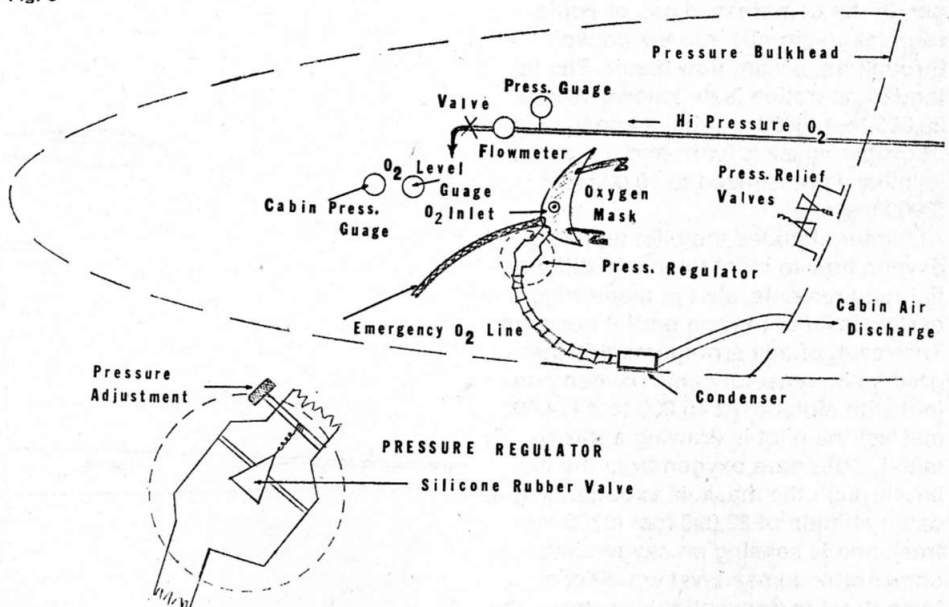 Pressure Bulkhead
Press. Guage
Valve
Hi Pressure O2
Flowmeter
O2 Level
Guage
Cabin Press.
Guage
O2 Inlet
Oxygen
Mask
Press. Relief
Valves
Press. Regulator
Emergency O2 Line
Cabin Air
Discharge
Condenser
Pressure
Adjustment
PRESSURE REGULATOR
Silicone Rubber Valve